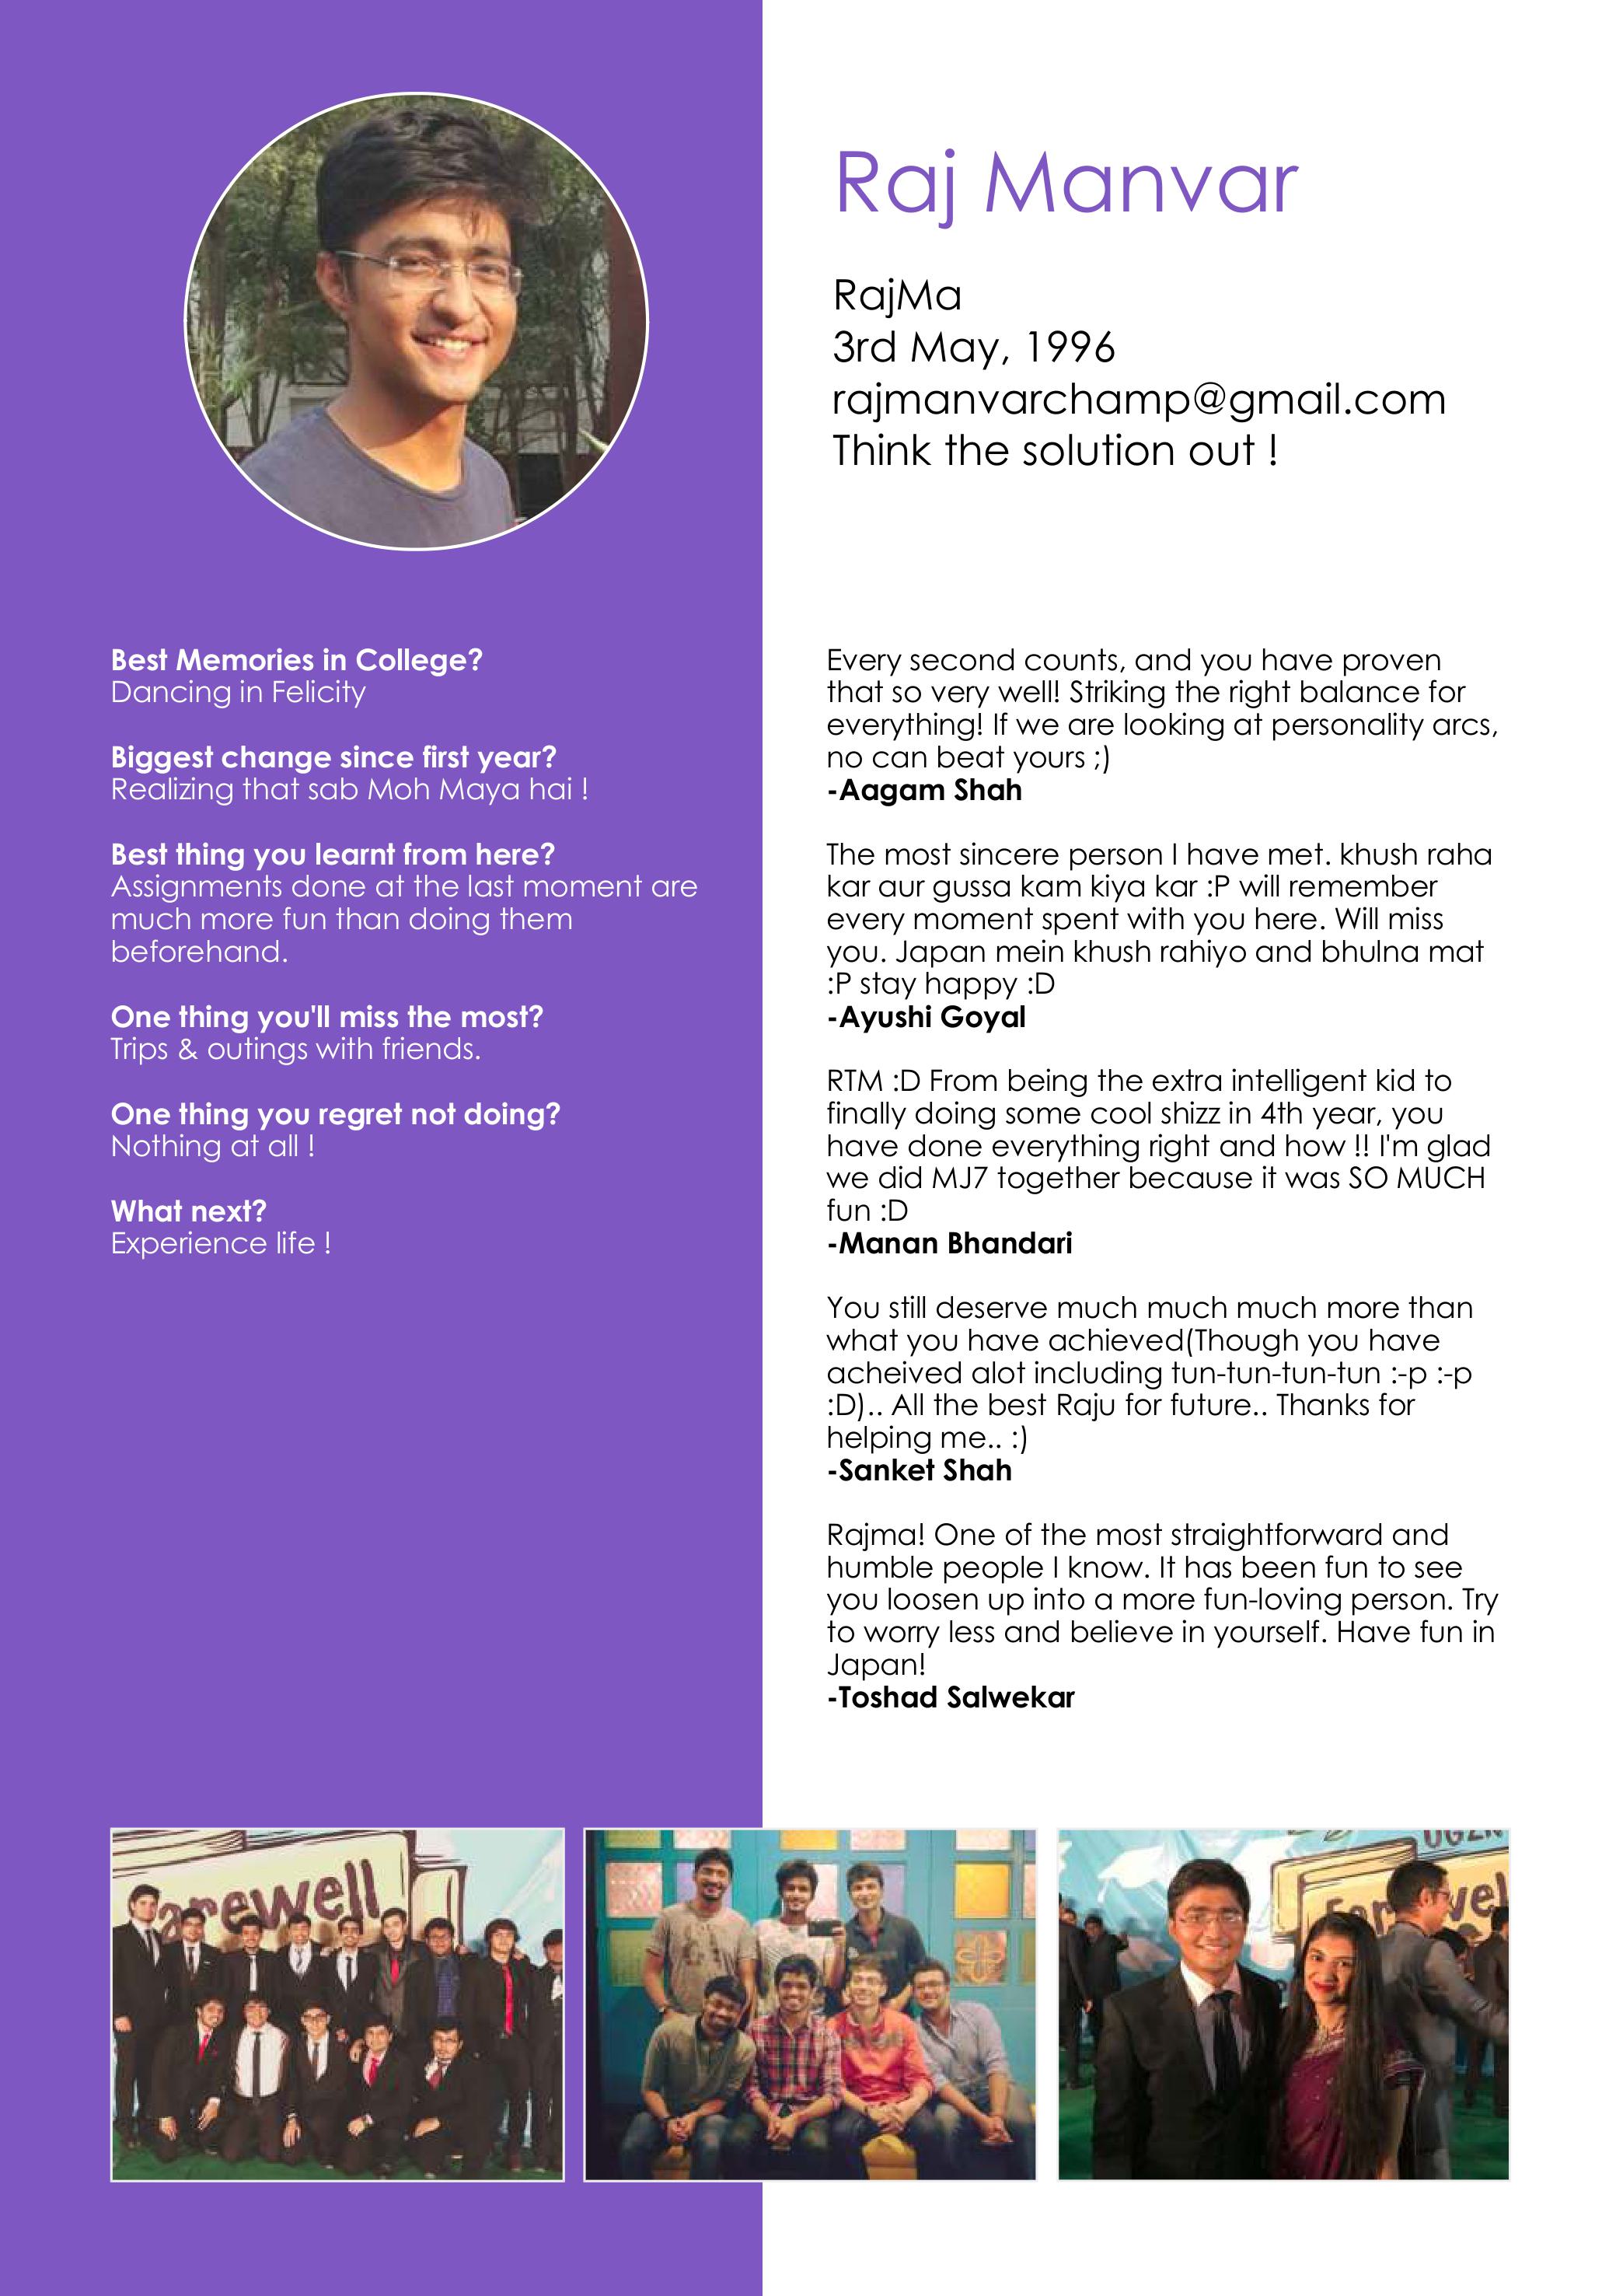 Raj Manvar
RajMa
3rd May, 1996
rajmanvarchamp@gmail.com
Think the solution out !
Best Memories in College?
Dancing in Felicity
Biggest change since first year?
Realizing that sab Moh Maya hai !
Best thing you learnt from here?
Assignments done at the last moment are
much more fun than doing them
beforehand.
One thing you'll miss the most?
Trips & outings with friends.
One thing you regret not doing?
Nothing at all !
What next?
Experience life !
Every second counts, and you have proven
that so very well! Striking the right balance for
everything! If we are looking at personality arcs,
no can beat yours ;)
-Aagam Shah
The most sincere person I have met. khush raha
kar aur gussa kam kiya kar :P will remember
every moment spent with you here. Will miss
you. Japan mein khush rahiyo and bhulna mat
:P stay happy :D
-Ayushi Goyal
RTM :D From being the extra intelligent kid to
finally doing some cool shizz in 4th year, you
have done everything right and how !! I'm glad
we did MJ7 together because it was SO MUCH
fun :D
-Manan Bhandari
You still deserve much much much more than
what you have achieved(Though you have
acheived alot including tun-tun-tun-tun :-p :-p
:D).. All the best Raju for future.. Thanks for
helping me.. :)
-Sanket Shah
Rajma! One of the most straightforward and
humble people I know. It has been fun to see
you loosen up into a more fun-loving person. Try
to worry less and believe in yourself. Have fun in
Japan!
-Toshad Salwekar
arewell